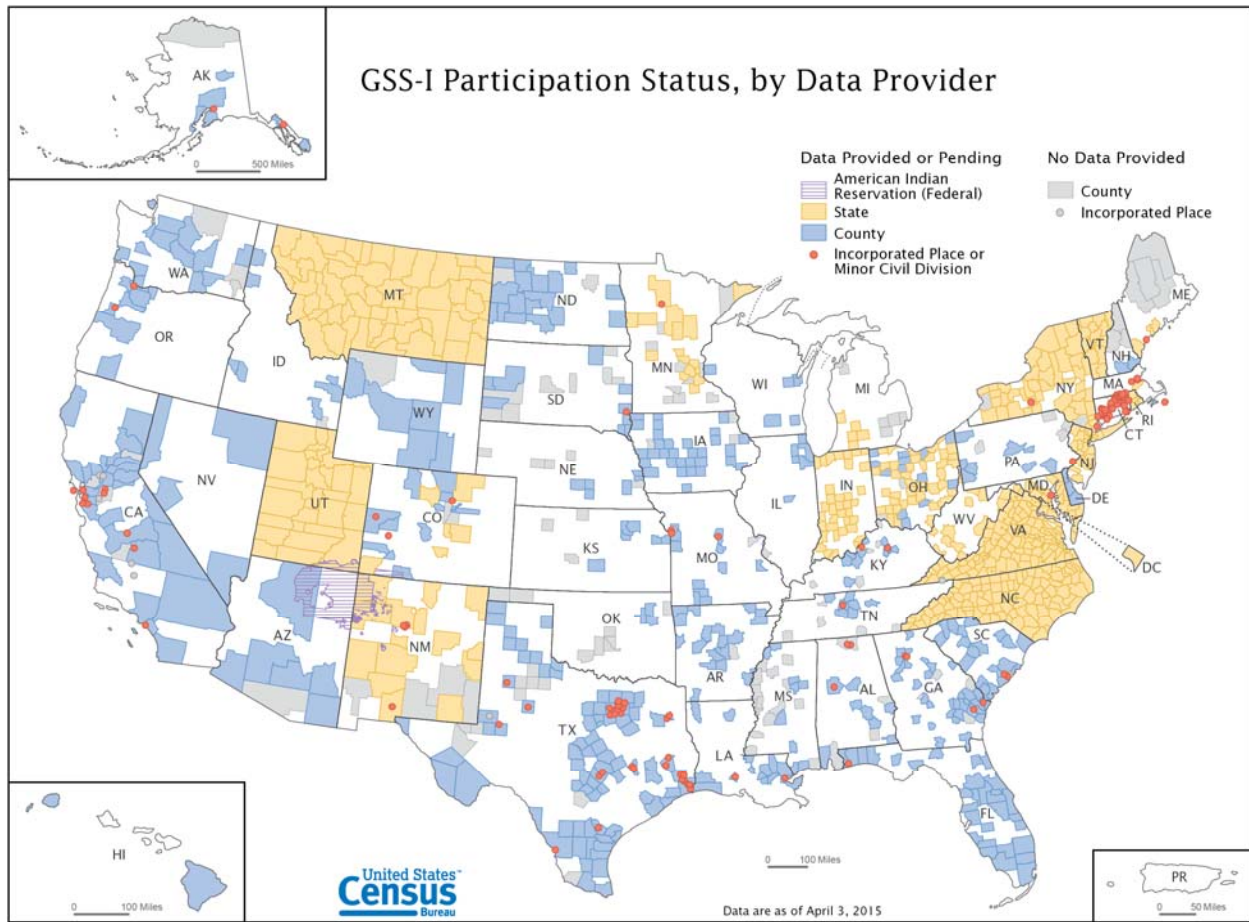 GSS-I Participation Status, by Data Provider
AK
0 500 Miles
Data Provided or Pending
American Indian
Reservation (Federal)
State
County
Incorporated Place or
Minor Civil Division
No Data Provided
County
Incorporated Place
WA
MT
ND
MN
ME
VT
NH
OR
ID
WY
SD
WI
MI
NY
MA
RI
CT
NV
UT
CO
NE
IA
IL
IN
OH
PA
NJ
MD
DE
CA
KS
MO
KY
WV
VA
DC
AZ
NM
OK
AR
TN
NC
SC
TX
LA
MS
AL
GA
FL
HI
0 100 Miles
United States™
Census
Bureau
0 100 Miles
Data are as of April 3, 2015
PR
0 50 Miles